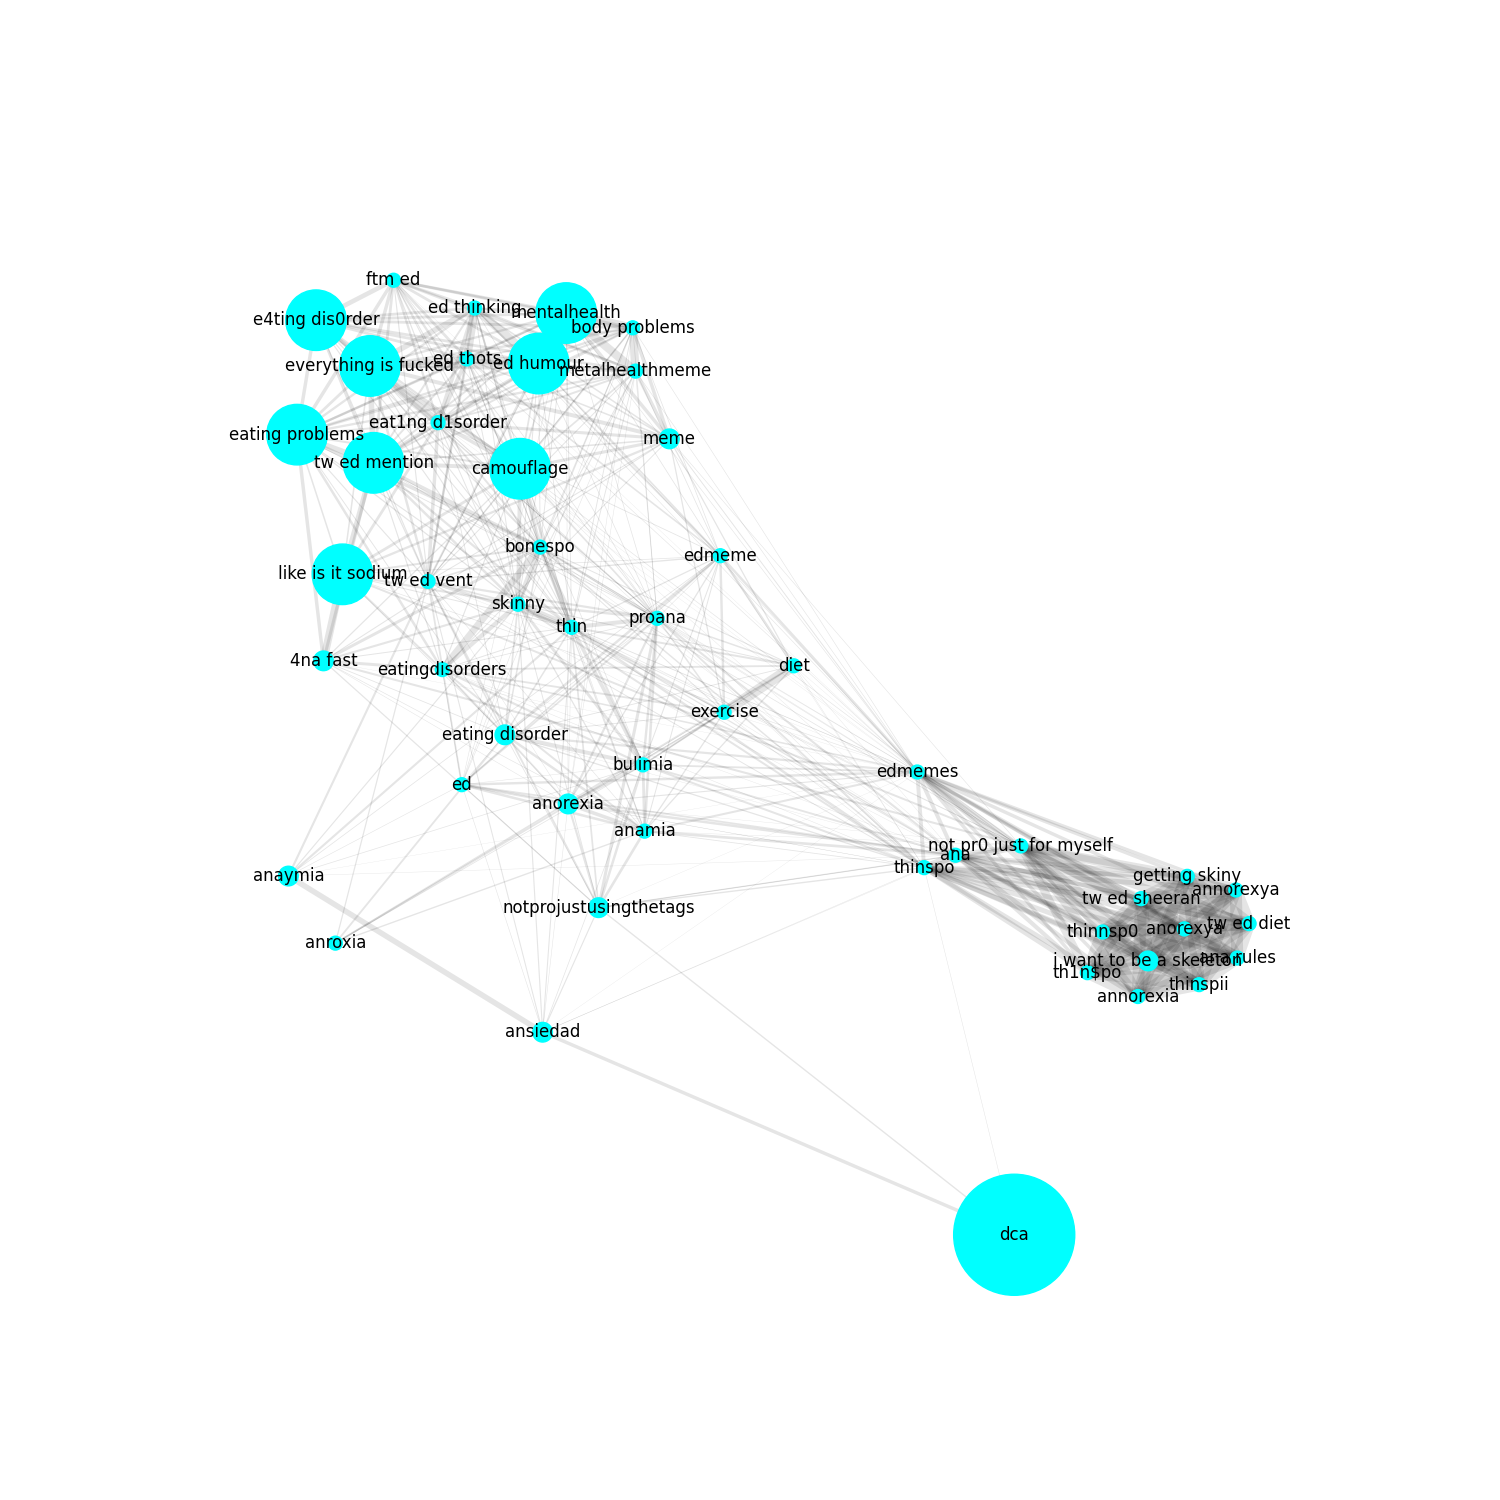 ftm ed
ed thinking
mentalhealth
e4ting dis0rder
body problems
ed thots
ed humour
everything is fucked
metalhealthmeme
eat1ng d1sorder
eating problems
meme
tw ed mention
camouflage
bonespo
edmeme
like is it sodium
tw ed vent
skinny
proana
thin
4na fast
eatingdisorders
diet
exercise
eating disorder
bulimia
edmemes
ed
anorexia
anamia
not pr0 just for myself
ana
thinspo
anaymia
getting skiny
annorexya
tw ed sheeran
notprojustusingthetags
tw ed diet
thinnsp0
anorexya
anroxia
i want to be a skeleton
ana rules
th1n$po
thinspii
annorexia
ansiedad
dca